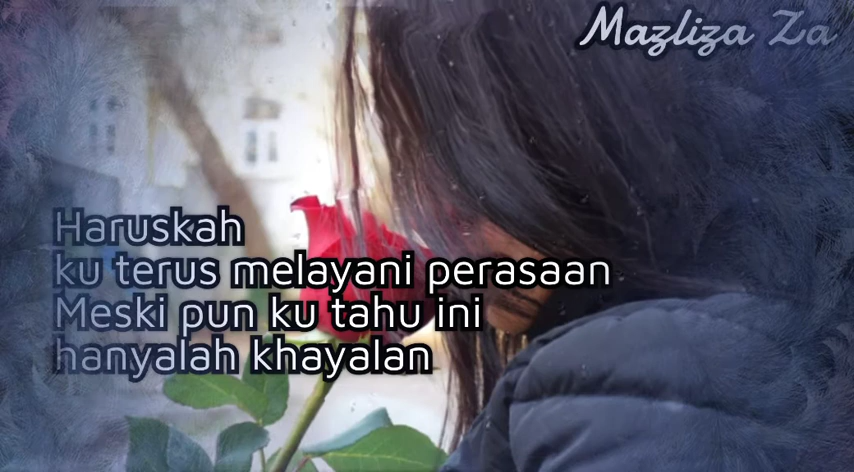 Mazliza Za
Haruskah
ku terus melayani perasaan
Meski pun ku tahu ini
hanyalah khayalan